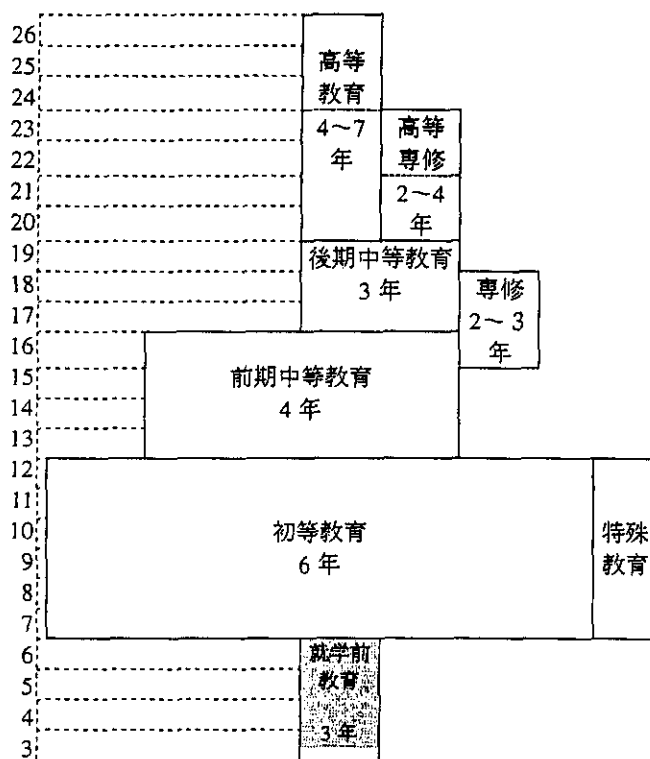 26
25
24
23
22
21
20
19
18
17
16
15
14
13
12
11
10
9
8
7
6
5
4
3
高等
教育
4～7
年
高等
専修
2～4
年
後期中等教育
3年
専修
2～3
年
前期中等教育
4年
初等教育
6年
特殊
教育
就学前
教育
3年